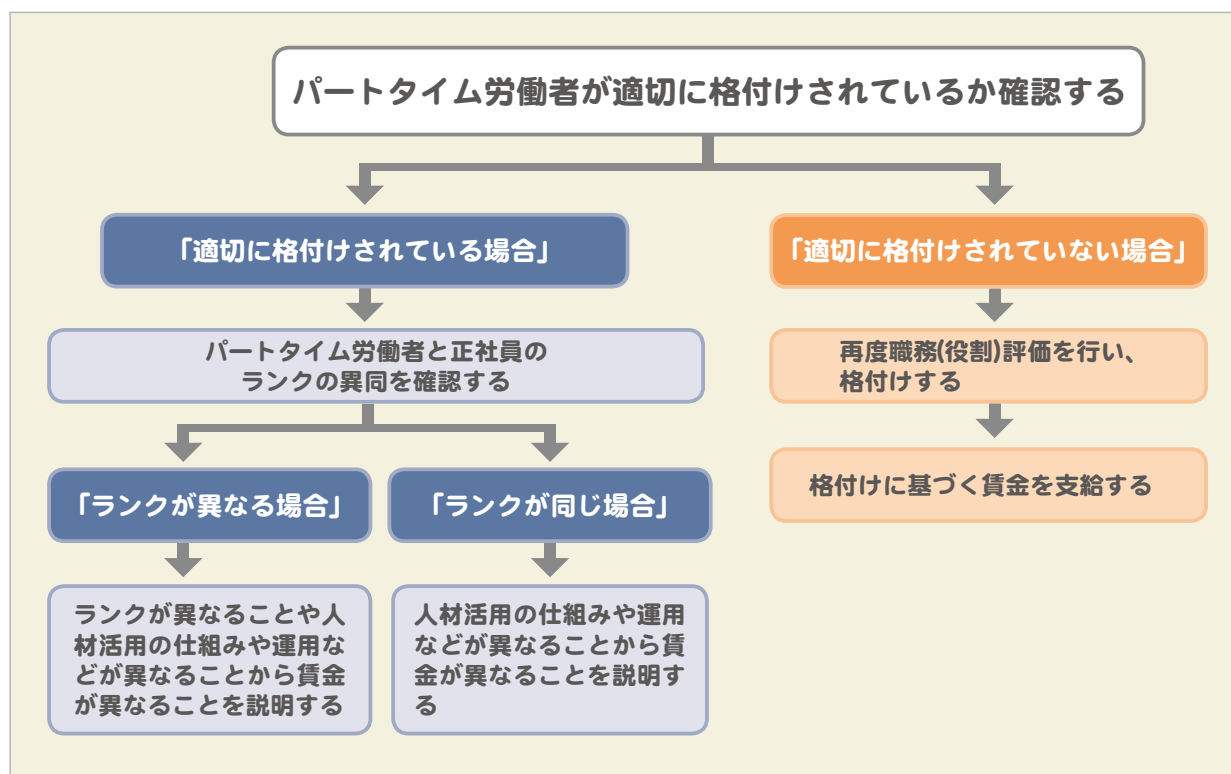 パートタイム労働者が適切に格付けされているか確認する
「適切に格付けされている場合」
「適切に格付けされていない場合」
パートタイム労働者と正社員の
ランクの異同を確認する
再度職務(役割)評価を行い、
格付けする
「ランクが異なる場合」
「ランクが同じ場合」
格付けに基づく賃金を支給する
ランクが異なることや人
材活用の仕組みや運用な
どが異なることから賃金
が異なることを説明する
人材活用の仕組みや運用
などが異なることから賃
金が異なることを説明す
る